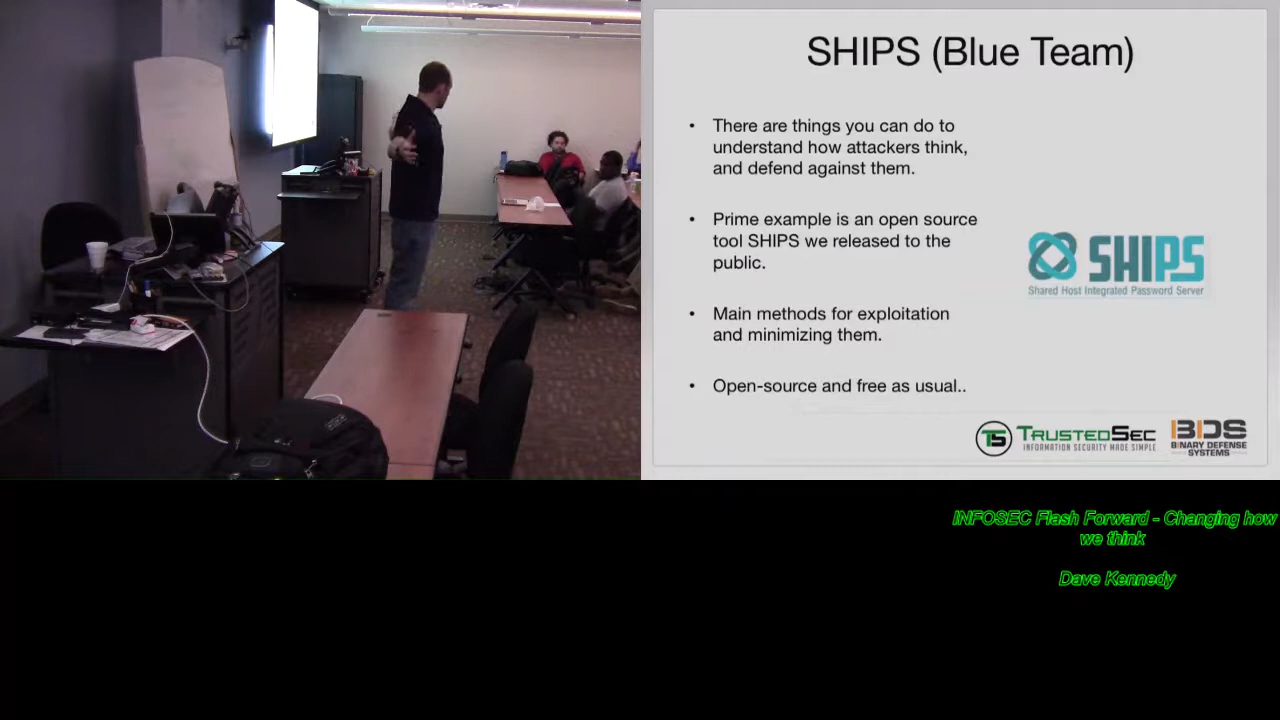 SHIPS (Blue Team)
• There are things you can do to
understand how attackers think,
and defend against them.
• Prime example is an open source
tool SHIPS we released to the
public.
• Main methods for exploitation
and minimizing them.
• Open-source and free as usual..
SHIPS
Shared Host Integrated Password Server
TS TRUSTEDSEC
INFORMATION SECURITY MADE SIMPLE
BDS
BINARY DEFENSE
SYSTEMS
INFOSEC Flash Forward - Changing how
we think
Dave Kennedy